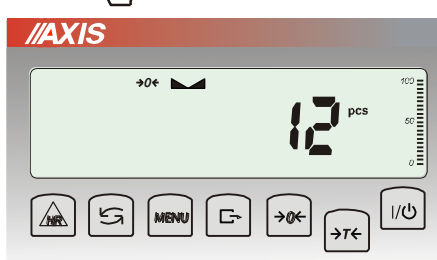 //AXIS
→0←
12 pcs
100
50
0
HR
MENU
→0←
→T←
I/⏻